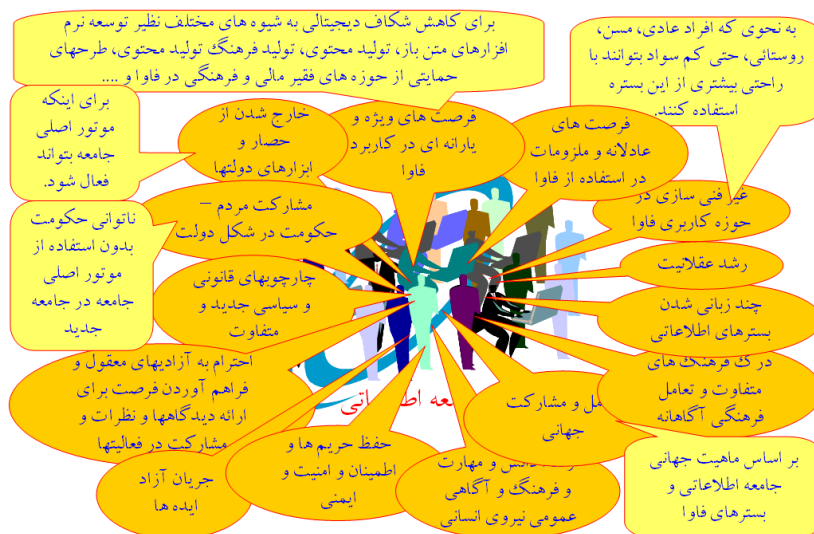 برای کاهش شکاف دیجیتالی به شیوه های مختلف نظیر توسعه نرم
افزارهای متن باز، تولید محتوی، تولید فرهنگ تولید محتوی، طرحهای
حمایتی از حوزه های فقیر مالی و فرهنگی در فاوا و ....
به نحوی که افراد عادی، مسن،
روستائی، حتی کم سواد بتوانند با
راحتی بیشتری از این بستره
استفاده کنند.
برای
اینکه
موتور اصلی
جامعه بتواند
فعال شود.
خارج شدن از
حصار و
ابزارهای دولتها
فرصت های ویژه و
یارانه ای در کاربرد
فاوا
فرصت های
عادلانه و ملزومات
در استفاده از فاوا
غیر فنی سازی در
حوزه کاربری فاوا
مشارکت مردم –
حکومت در شکل دولت
ناتوانی حکومت
بدون استفاده از
موتور اصلی
جامعه در جامعه
جدید
رشد عقلانیت
چارچوبهای قانونی
و سیاسی جدید و
متفاوت
چند زبانی شدن
بسترهای اطلاعاتی
احترام به آزادیهای معقول و
فراهم آوردن فرصت برای
ارائه دیدگاهها و نظرات و
مشارکت در فعالیتها
درک فرهنگ های
متفاوت و تعامل
فرهنگی آگاهانه
و مشارکت
جهانی
حفظ حریم ها و
اطمینان و امنیت و
ایمنی
و مهارت
و فرهنگ و آگاهی
عمومی نیروی انسانی
جریان آزاد
ایده ها
بر اساس ماهیت جهانی
جامعه اطلاعاتی و
بسترهای فاوا